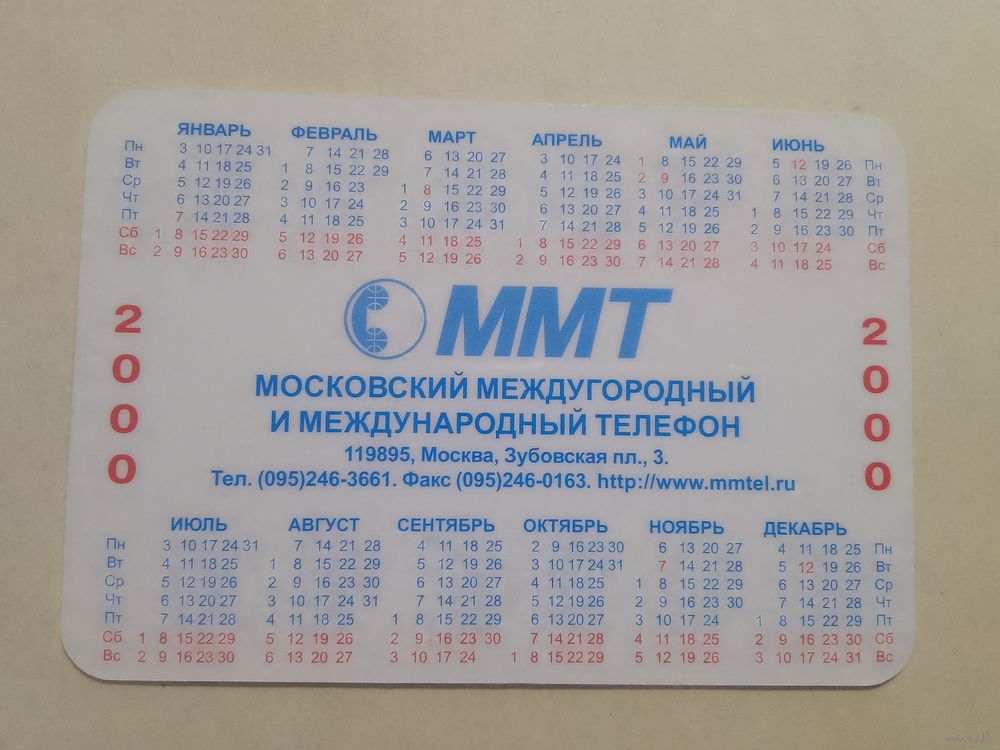 ЯНВАРЬ ФЕВРАЛЬ МАРТ АПРЕЛЬ МАЙ ИЮНЬ
Пн 3 10 17 24 31 7 14 21 28 6 13 20 27 3 10 17 24 1 8 15 22 29 5 12 19 26 Пн
Вт 4 11 18 25 1 8 15 22 29 7 14 21 28 4 11 18 25 2 9 16 23 30 6 13 20 27 Вт
Ср 5 12 19 26 2 9 16 23 1 8 15 22 29 5 12 19 26 3 10 17 24 31 7 14 21 28 Ср
Чт 6 13 20 27 3 10 17 24 2 9 16 23 30 6 13 20 27 4 11 18 25 1 8 15 22 29 Чт
Пт 7 14 21 28 4 11 18 25 3 10 17 24 31 7 14 21 28 5 12 19 26 2 9 16 23 30 Пт
Сб 1 8 15 22 29 5 12 19 26 4 11 18 25 1 8 15 22 29 6 13 20 27 3 10 17 24 Сб
Вс 2 9 16 23 30 6 13 20 27 5 12 19 26 2 9 16 23 30 7 14 21 28 4 11 18 25 Вс
2000
ММТ
МОСКОВСКИЙ МЕЖДУГОРОДНЫЙ
И МЕЖДУНАРОДНЫЙ ТЕЛЕФОН
119895, Москва, Зубовская пл., 3.
Тел. (095)246-3661. Факс (095)246-0163. http://www.mmtel.ru
2000
ИЮЛЬ АВГУСТ СЕНТЯБРЬ ОКТЯБРЬ НОЯБРЬ ДЕКАБРЬ
Пн 3 10 17 24 31 7 14 21 28 4 11 18 25 2 9 16 23 30 6 13 20 27 4 11 18 25 Пн
Вт 4 11 18 25 1 8 15 22 29 5 12 19 26 3 10 17 24 31 7 14 21 28 5 12 19 26 Вт
Ср 5 12 19 26 2 9 16 23 30 6 13 20 27 4 11 18 25 1 8 15 22 29 6 13 20 27 Ср
Чт 6 13 20 27 3 10 17 24 31 7 14 21 28 5 12 19 26 2 9 16 23 30 7 14 21 28 Чт
Пт 7 14 21 28 4 11 18 25 1 8 15 22 29 6 13 20 27 3 10 17 24 1 8 15 22 29 Пт
Сб 1 8 15 22 29 5 12 19 26 2 9 16 23 30 7 14 21 28 4 11 18 25 2 9 16 23 30 Сб
Вс 2 9 16 23 30 6 13 20 27 3 10 17 24 1 8 15 22 29 5 12 19 26 3 10 17 24 31 Вс